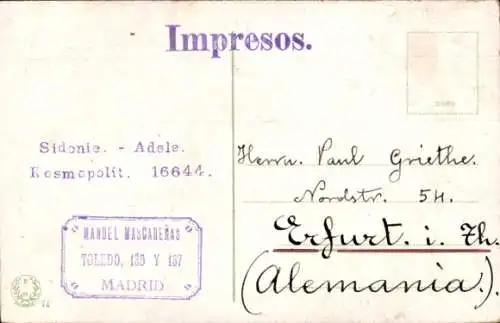 Impresos.
Sidonie. - Adele.
Kosmopolit. 16644.
MANUEL MASCAREÑAS
TOLEDO, 135 Y 137
MADRID
Herrn. Paul Griethe.
Nordstr. 54.
Erfurt. i. Th.
(Alemania.)